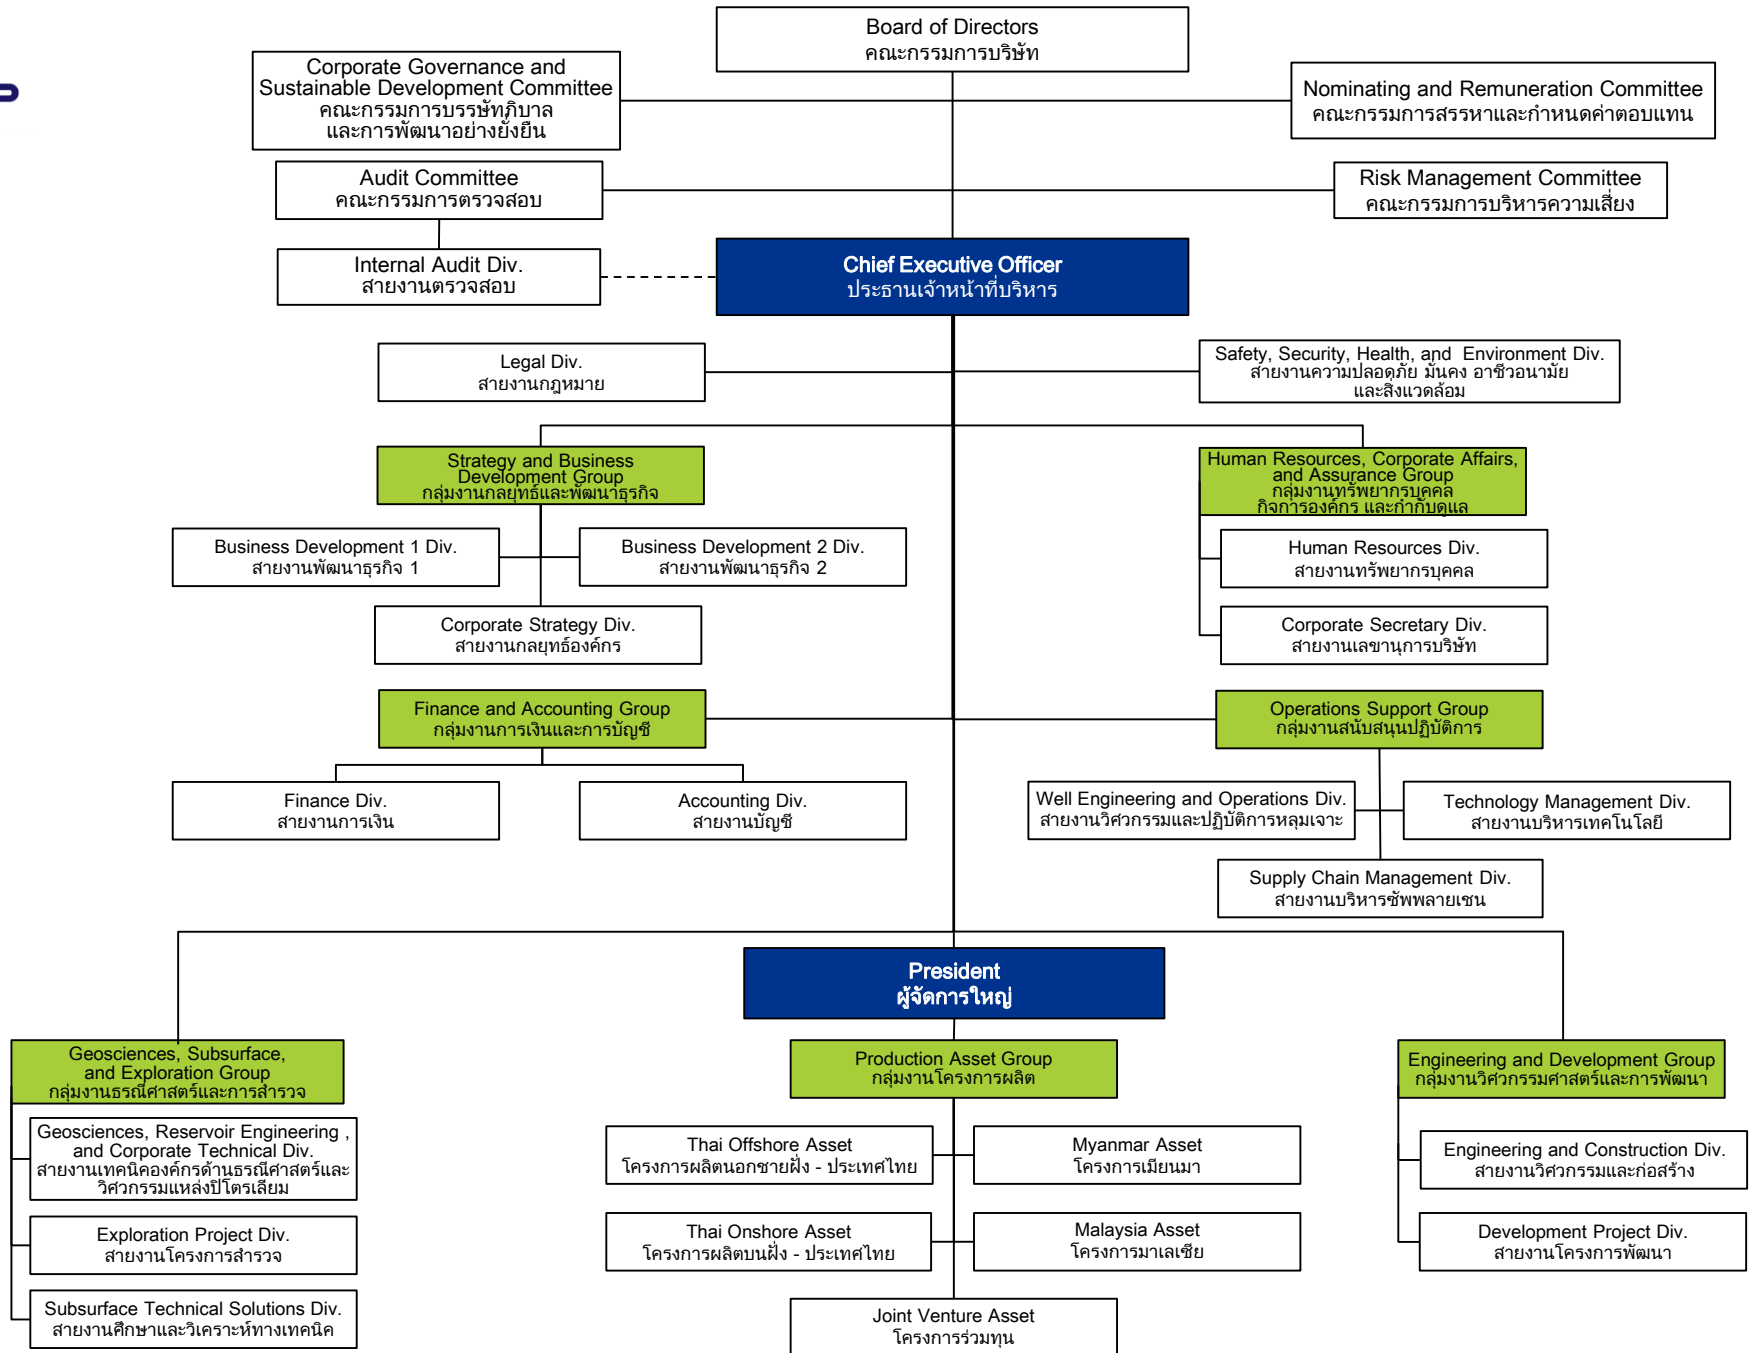 Board of Directors
คณะกรรมการบริษัท
Corporate Governance and
Sustainable Development Committee
คณะกรรมการบรรษัทภิบาล
และการพัฒนาอย่างยั่งยืน
Nominating and Remuneration Committee
คณะกรรมการสรรหาและกำหนดค่าตอบแทน
Audit Committee
คณะกรรมการตรวจสอบ
Risk Management Committee
คณะกรรมการบริหารความเสี่ยง
Internal Audit Div.
สายงานตรวจสอบ
Chief Executive Officer
ประธานเจ้าหน้าที่บริหาร
Legal Div.
สายงานกฎหมาย
Safety, Security, Health, and Environment Div.
สายงานความปลอดภัย มั่นคง อาชีวอนามัย
และสิ่งแวดล้อม
Strategy and Business
Development Group
กลุ่มงานกลยุทธ์และพัฒนาธุรกิจ
Human Resources, Corporate Affairs,
and Assurance Group
กลุ่มงานทรัพยากรบุคคล
กิจการองค์กร และกำกับดูแล
Business Development 1 Div.
สายงานพัฒนาธุรกิจ 1
Business Development 2 Div.
สายงานพัฒนาธุรกิจ 2
Human Resources Div.
สายงานทรัพยากรบุคคล
Corporate Strategy Div.
สายงานกลยุทธ์องค์กร
Corporate Secretary Div.
สายงานเลขานุการบริษัท
Finance and Accounting Group
กลุ่มงานการเงินและการบัญชี
Operations Support Group
กลุ่มงานสนับสนุนปฏิบัติการ
Finance Div.
สายงานการเงิน
Accounting Div.
สายงานบัญชี
Well Engineering and Operations Div.
สายงานวิศวกรรมและปฏิบัติการหลุมเจาะ
Technology Management Div.
สายงานบริหารเทคโนโลยี
Supply Chain Management Div.
สายงานบริหารซัพพลายเชน
President
ผู้จัดการใหญ่
Geosciences, Subsurface,
and Exploration Group
กลุ่มงานธรณีศาสตร์และการสำรวจ
Production Asset Group
กลุ่มงานโครงการผลิต
Engineering and Development Group
กลุ่มงานวิศวกรรมศาสตร์และการพัฒนา
Geosciences, Reservoir Engineering ,
and Corporate Technical Div.
สายงานเทคนิคองค์กรด้านธรณีศาสตร์และ
วิศวกรรมแหล่งปิโตรเลียม
Thai Offshore Asset
โครงการผลิตนอกชายฝั่ง - ประเทศไทย
Myanmar Asset
โครงการเมียนมา
Engineering and Construction Div.
สายงานวิศวกรรมและก่อสร้าง
Exploration Project Div.
สายงานโครงการสำรวจ
Thai Onshore Asset
โครงการผลิตบนฝั่ง - ประเทศไทย
Malaysia Asset
โครงการมาเลเซีย
Development Project Div.
สายงานโครงการพัฒนา
Subsurface Technical Solutions Div.
สายงานศึกษาและวิเคราะห์ทางเทคนิค
Joint Venture Asset
โครงการร่วมทุน